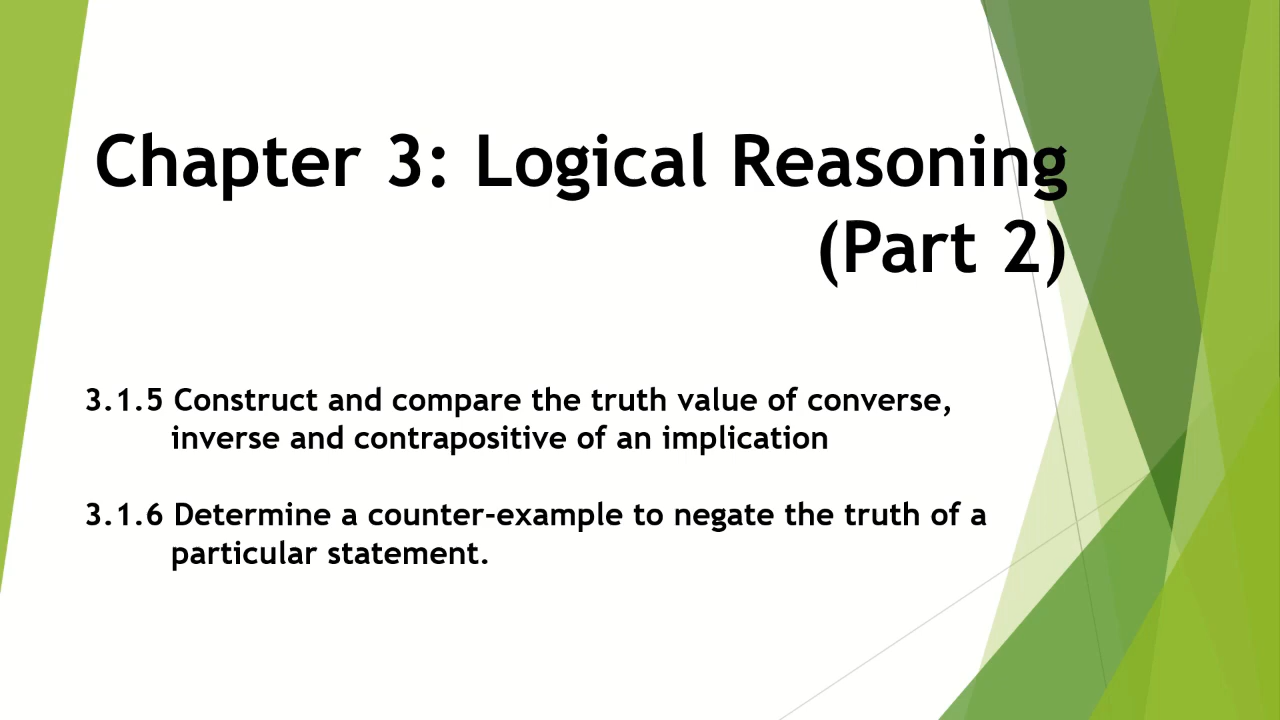 Chapter 3: Logical Reasoning
(Part 2)
3.1.5 Construct and compare the truth value of converse,
inverse and contrapositive of an implication
3.1.6 Determine a counter-example to negate the truth of a
particular statement.